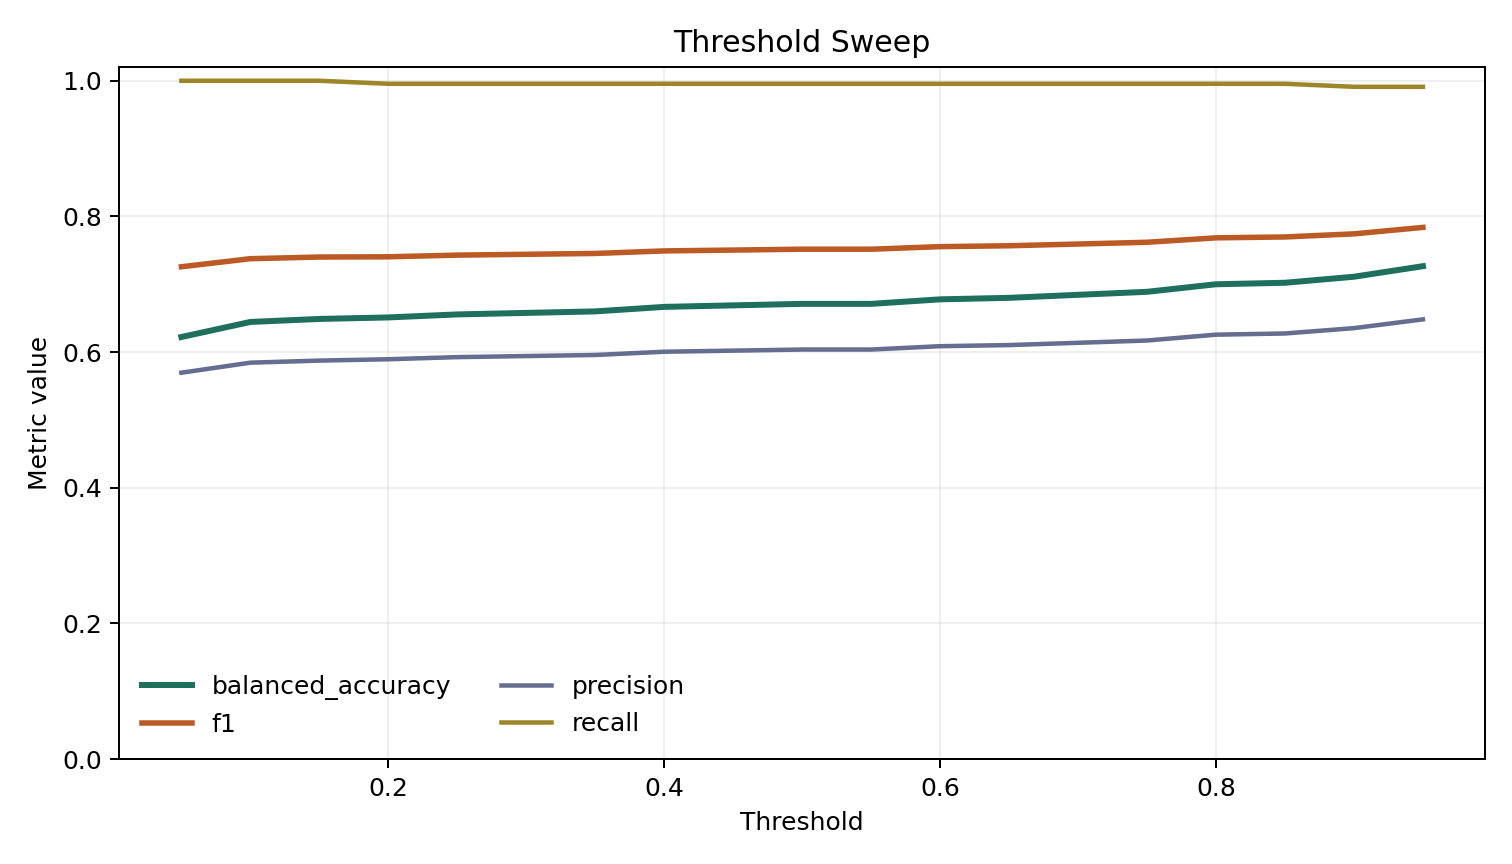 Threshold Sweep
1.0
0.8
0.6
0.4
0.2
0.0
Metric value
balanced_accuracy
f1
precision
recall
0.2 0.4 0.6 0.8
Threshold